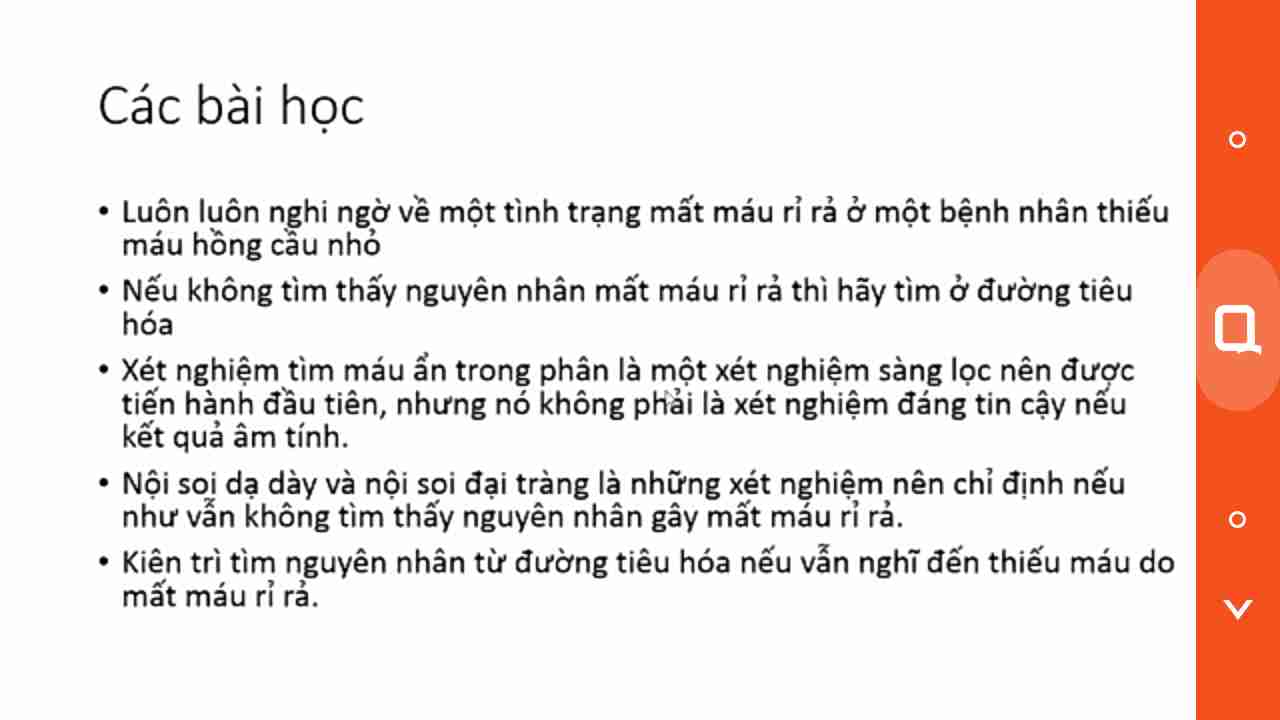 Các bài học
• Luôn luôn nghi ngờ về một tình trạng mất máu rỉ rả ở một bệnh nhân thiếu
máu hồng cầu nhỏ
• Nếu không tìm thấy nguyên nhân mất máu rỉ rả thì hãy tìm ở đường tiêu
hóa
• Xét nghiệm tìm máu ẩn trong phân là một xét nghiệm sàng lọc nên được
tiến hành đầu tiên, nhưng nó không phải là xét nghiệm đáng tin cậy nếu
kết quả âm tính.
• Nội soi dạ dày và nội soi đại tràng là những xét nghiệm nên chỉ định nếu
như vẫn không tìm thấy nguyên nhân gây mất máu rỉ rả.
• Kiên trì tìm nguyên nhân từ đường tiêu hóa nếu vẫn nghĩ đến thiếu máu do
mất máu rỉ rả.